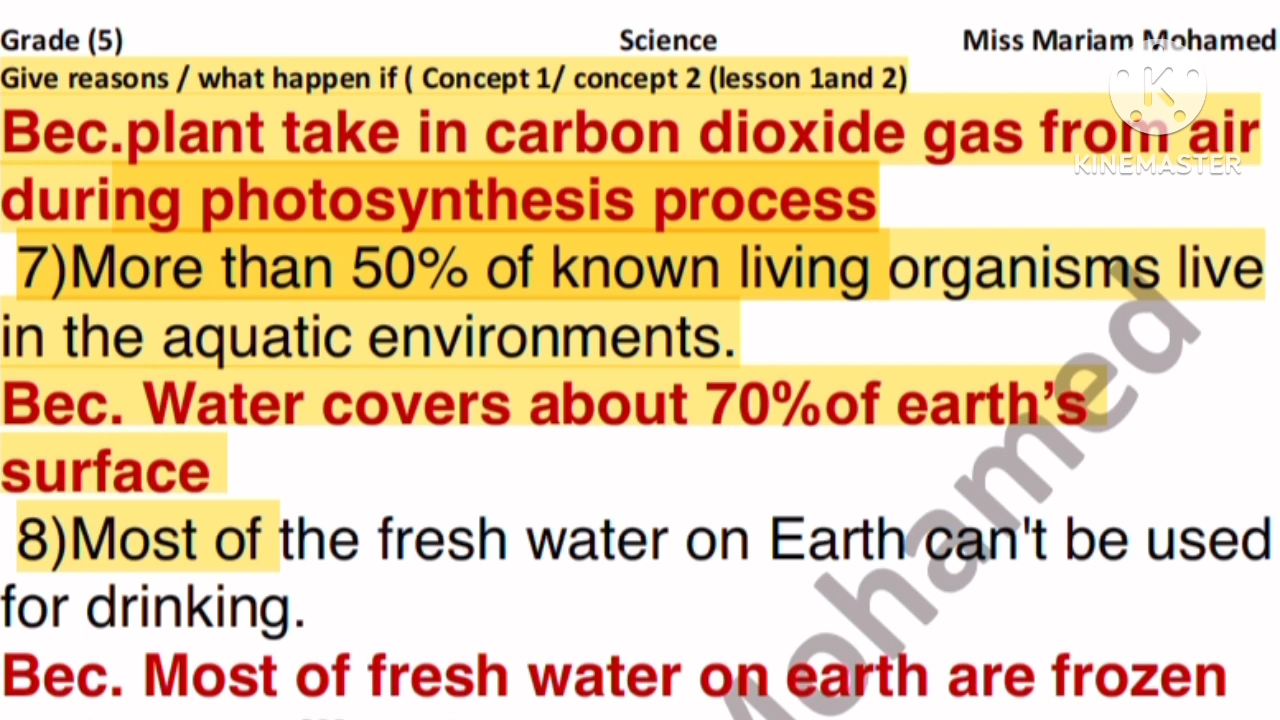 Grade (5) Science Miss Mariam Mohamed
Give reasons / what happen if ( Concept 1/ concept 2 (lesson 1and 2)
Bec.plant take in carbon dioxide gas from air
during photosynthesis process
7)More than 50% of known living organisms live
in the aquatic environments.
Bec. Water covers about 70%of earth's
surface
8)Most of the fresh water on Earth can't be used
for drinking.
Bec. Most of fresh water on earth are frozen
KINEMASTER
Mohamed